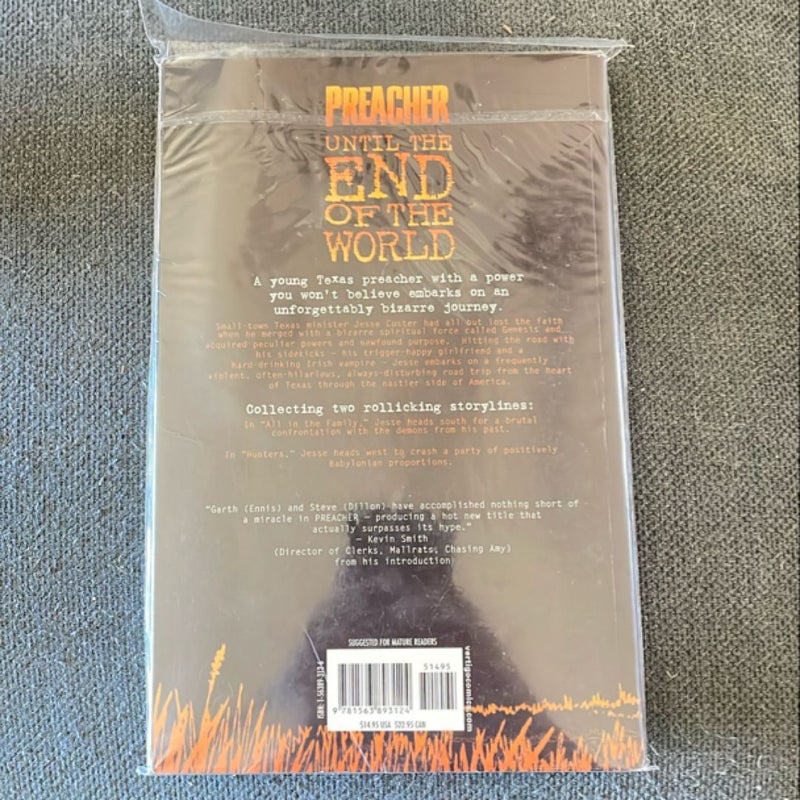 PREACHER
UNTIL THE
END
OF THE
WORLD
A young Texas preacher with a power
you won't believe embarks on an
unforgettably bizarre journey.
Small-town Texas minister Jesse Custer had all but lost the faith
when he merged with a bizarre spiritual force called Genesis and
acquired peculiar powers and newfound purpose. Hitting the road with
his sidekicks — his trigger-happy girlfriend and a
hard-drinking Irish vampire — Jesse embarks on a frequently
violent, often-hilarious, always-disturbing road trip from the heart
of Texas through the nastier side of America.
Collecting two rollicking storylines:
In "All in the Family," Jesse heads south for a brutal
confrontation with the demons from his past.
In "Hunters," Jesse heads west to crash a party of positively
Babylonian proportions.
"Garth (Ennis) and Steve (Dillon) have accomplished nothing short of
a miracle in PREACHER — producing a hot new title that
actually surpasses its hype."
— Kevin Smith
(Director of Clerks, Mallrats, Chasing Amy)
from his introduction
SUGGESTED FOR MATURE READERS
ISBN: 1-56389-312-4
51495
9 781563 893124
vertigocomics.com
$14.95 USA $22.95 CAN